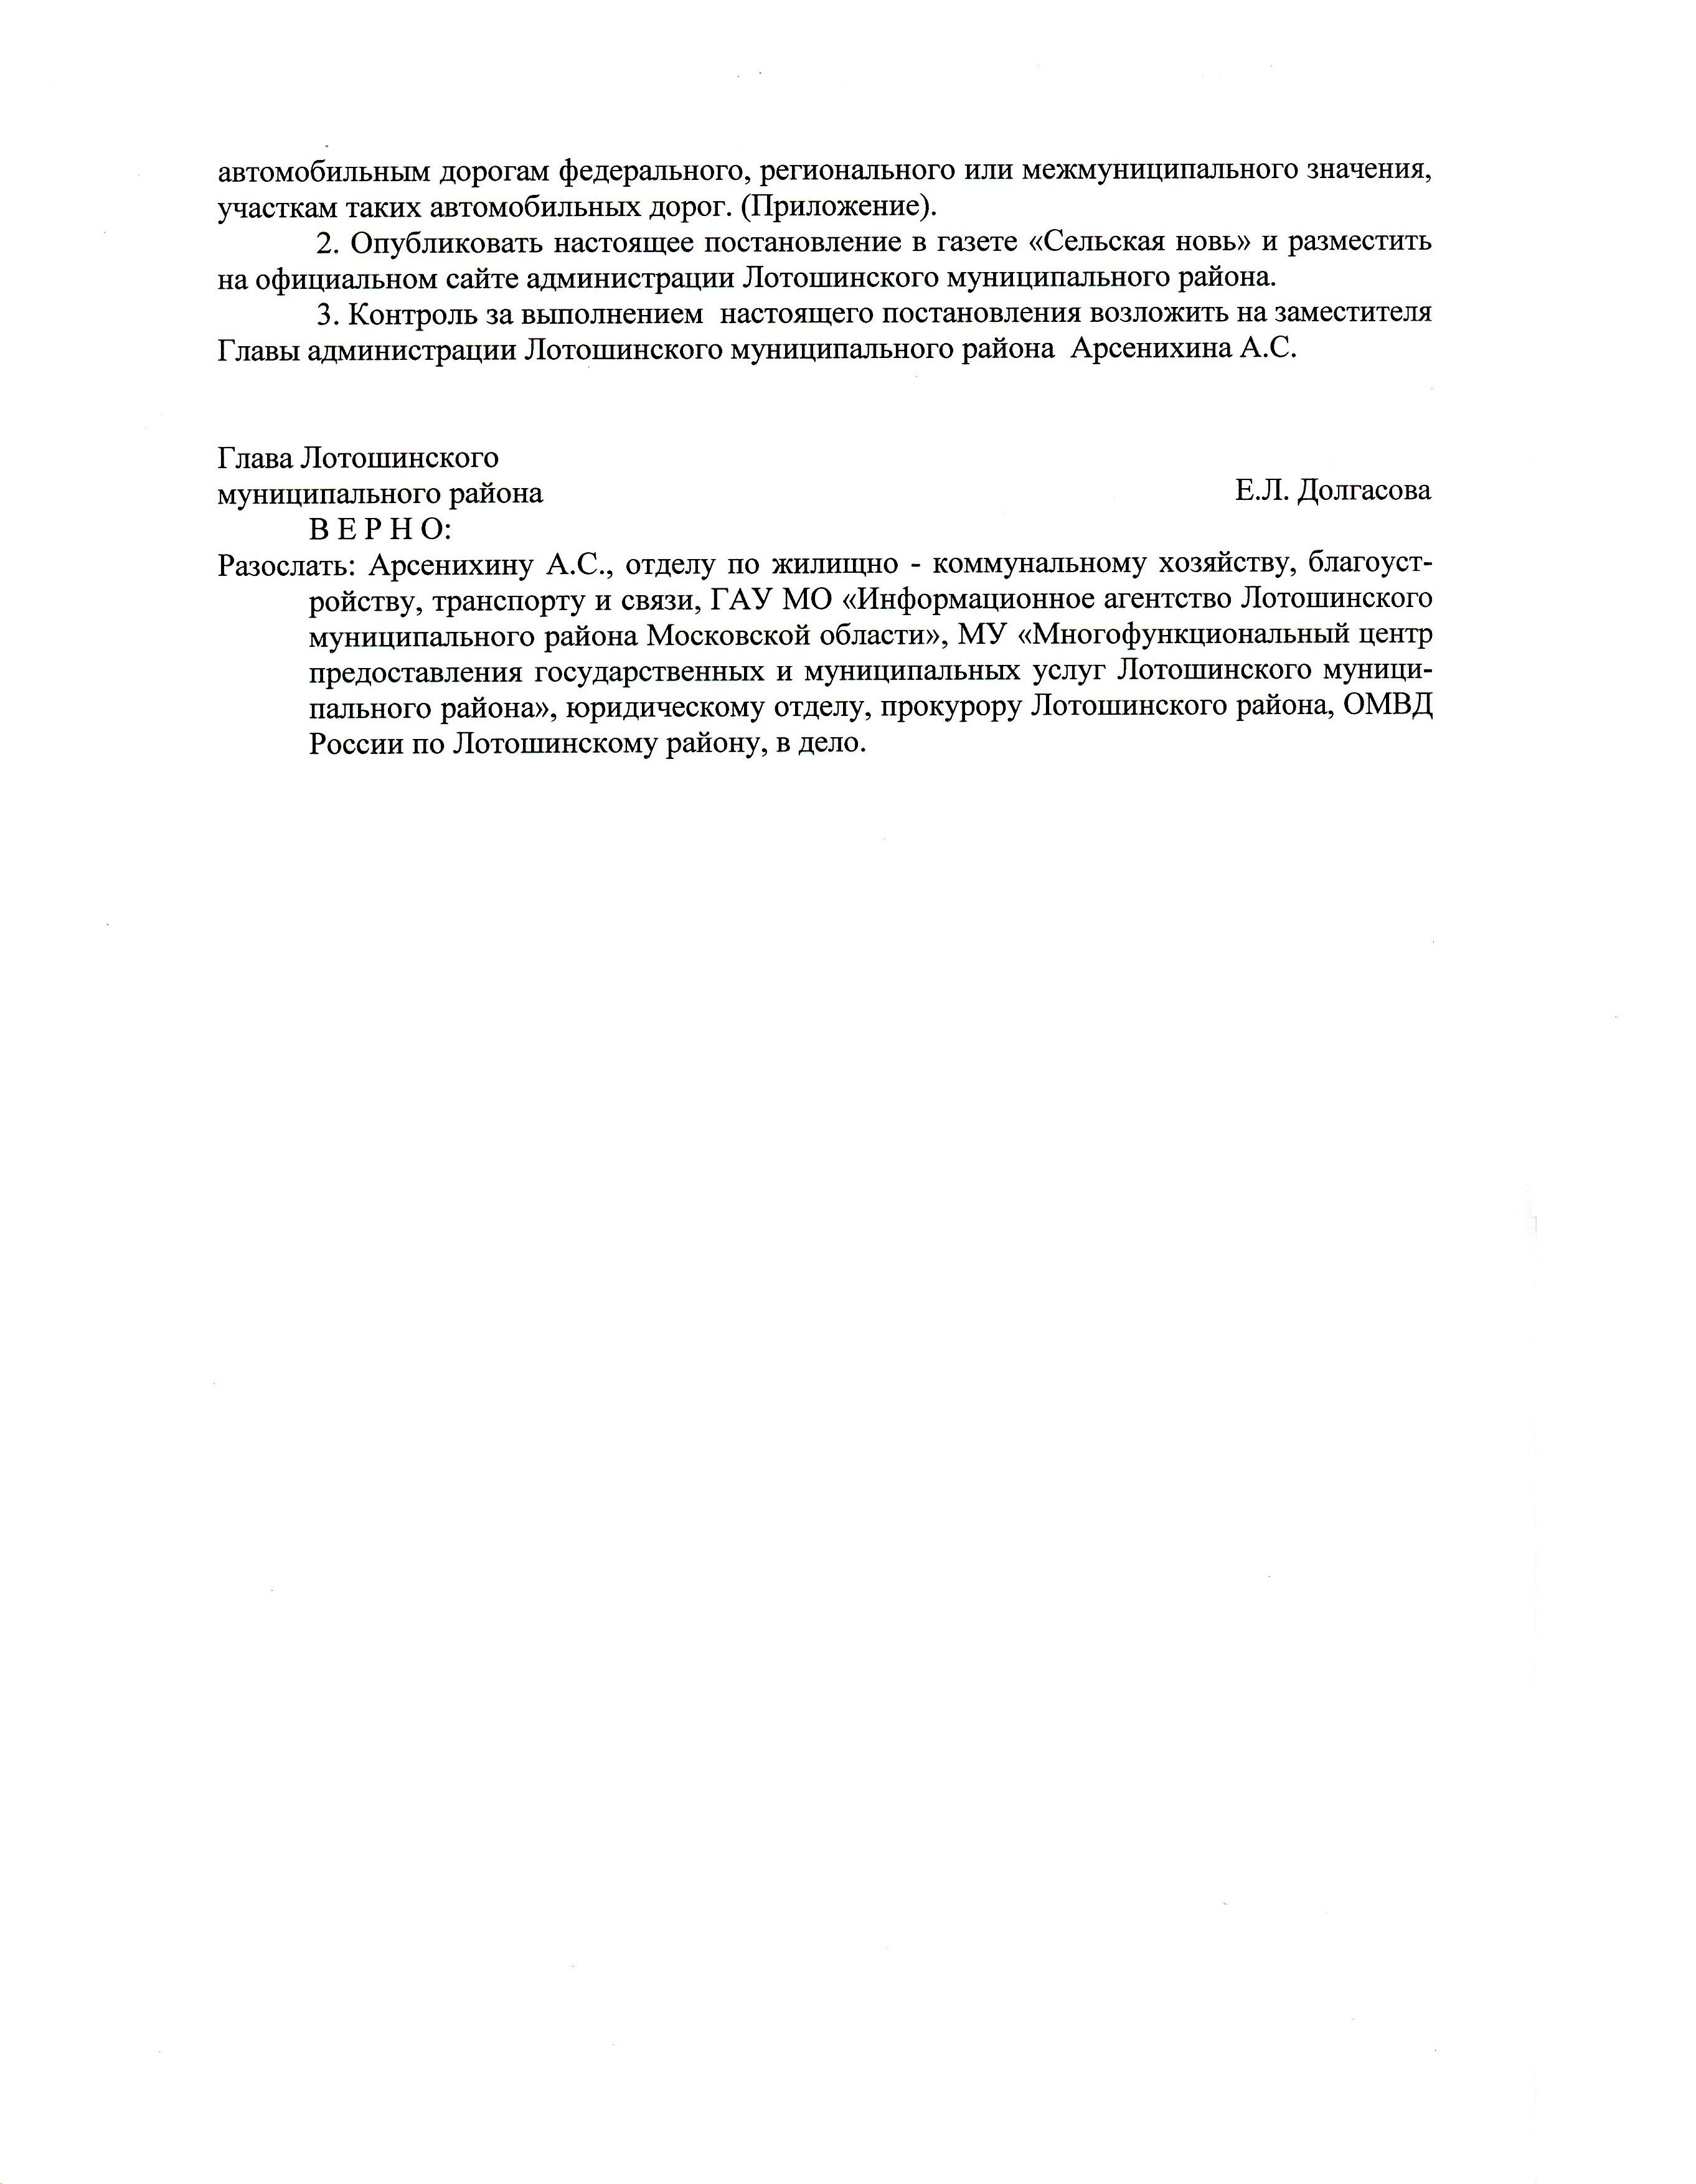 автомобильным дорогам федерального, регионального или межмуниципального значения,
участкам таких автомобильных дорог. (Приложение).
2. Опубликовать настоящее постановление в газете «Сельская новь» и разместить
на официальном сайте администрации Лотошинского муниципального района.
3. Контроль за выполнением настоящего постановления возложить на заместителя
Главы администрации Лотошинского муниципального района Арсенихина А.С.
Глава Лотошинского
муниципального района Е.Л. Долгасова
В Е Р Н О:
Разослать: Арсенихину А.С., отделу по жилищно - коммунальному хозяйству, благоуст-
ройству, транспорту и связи, ГАУ МО «Информационное агентство Лотошинского
муниципального района Московской области», МУ «Многофункциональный центр
предоставления государственных и муниципальных услуг Лотошинского муници-
пального района», юридическому отделу, прокурору Лотошинского района, ОМВД
России по Лотошинскому району, в дело.